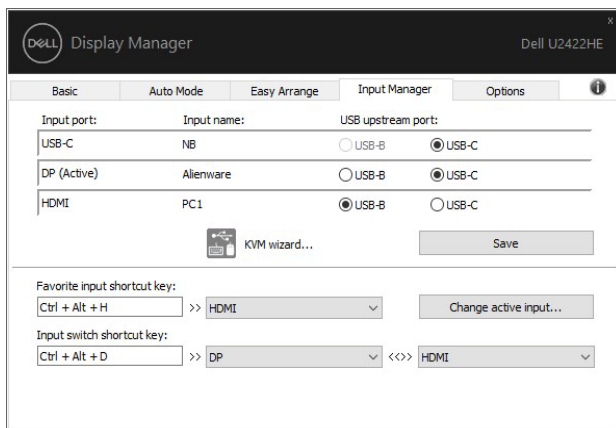 x
DELL Display Manager Dell U2422HE
Basic Auto Mode Easy Arrange Input Manager Options i
Input port: Input name: USB upstream port:
USB-C NB USB-B USB-C
DP (Active) Alienware USB-B USB-C
HDMI PC1 USB-B USB-C
KVM wizard... Save
Favorite input shortcut key:
Ctrl + Alt + H >> HDMI Change active input...
Input switch shortcut key:
Ctrl + Alt + D >> DP <<>> HDMI